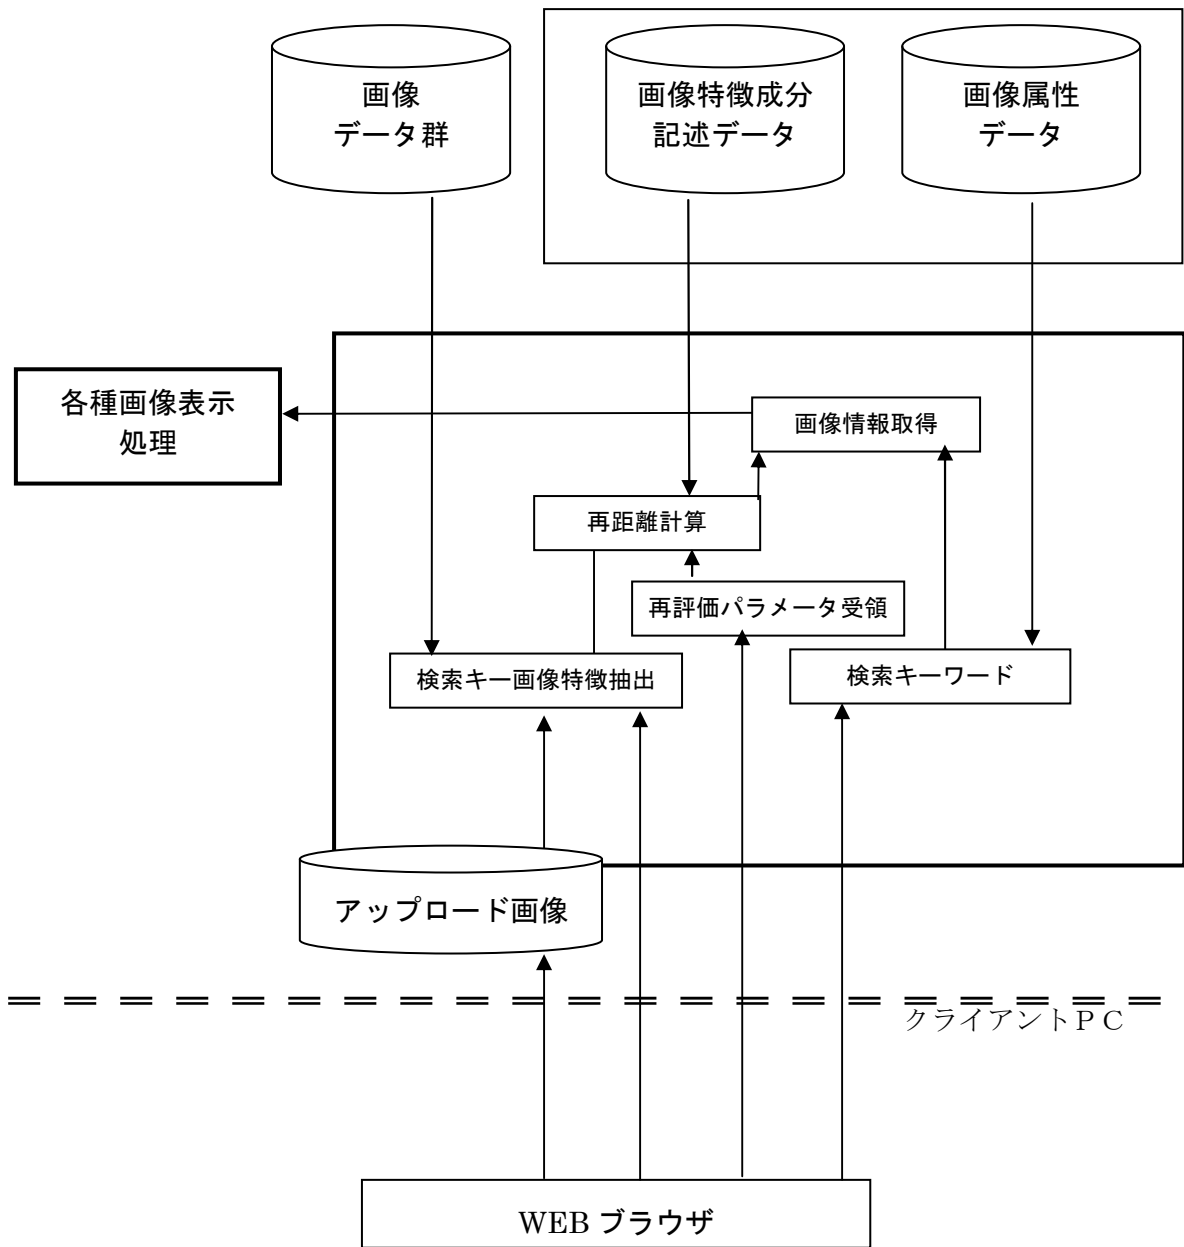 画像
データ群
画像特徴成分
記述データ
画像属性
データ
各種画像表示
処理
画像情報取得
再距離計算
再評価パラメータ受領
検索キー画像特徴抽出
検索キーワード
アップロード画像
クライアントＰＣ
WEB ブラウザ